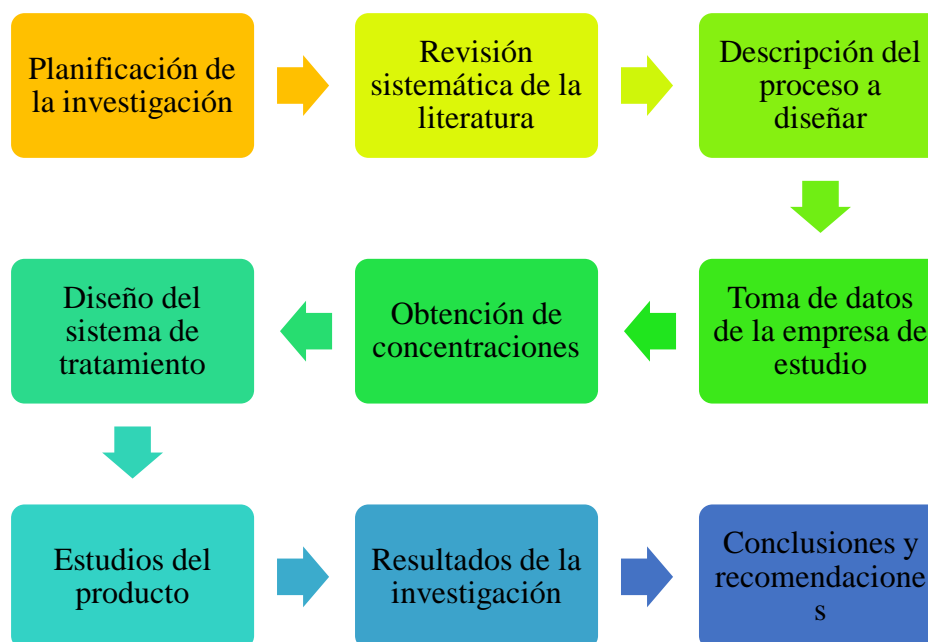 Planificación de
la investigación
Revisión
sistemática de la
literatura
Descripción del
proceso a
diseñar
Toma de datos
de la empresa de
estudio
Obtención de
concentraciones
Diseño del
sistema de
tratamiento
Estudios del
producto
Resultados de la
investigación
Conclusiones y
recomendacione
s